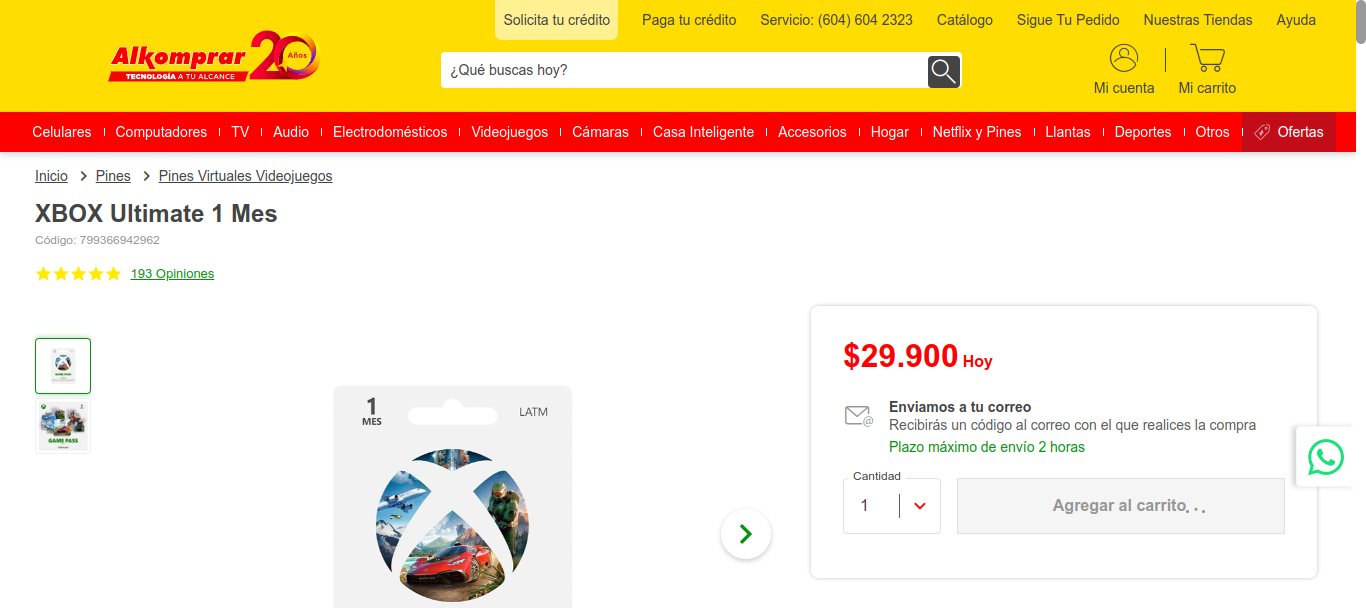 Solicita tu crédito
Paga tu crédito
Servicio: (604) 604 2323
Catálogo
Sigue Tu Pedido
Nuestras Tiendas
Ayuda
Alkomprar
TECNOLOGÍA A TU ALCANCE
20 Años
¿Qué buscas hoy?
Mi cuenta
Mi carrito
Celulares
Computadores
TV
Audio
Electrodomésticos
Videojuegos
Cámaras
Casa Inteligente
Accesorios
Hogar
Netflix y Pines
Llantas
Deportes
Otros
Ofertas
Inicio
Pines
Pines Virtuales Videojuegos
XBOX Ultimate 1 Mes
Código: 799366942962
193 Opiniones
GAME PASS
GAME PASS
1
MES
LATM
$29.900 Hoy
Enviamos a tu correo
Recibirás un código al correo con el que realices la compra
Plazo máximo de envío 2 horas
Cantidad
1
Agregar al carrito...